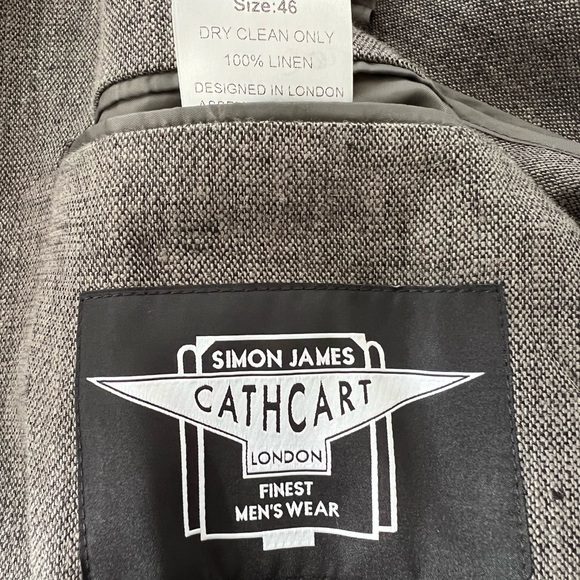 Size:46
DRY CLEAN ONLY
100% LINEN
DESIGNED IN LONDON
SIMON JAMES
CATHCART
LONDON
FINEST
MEN'S WEAR